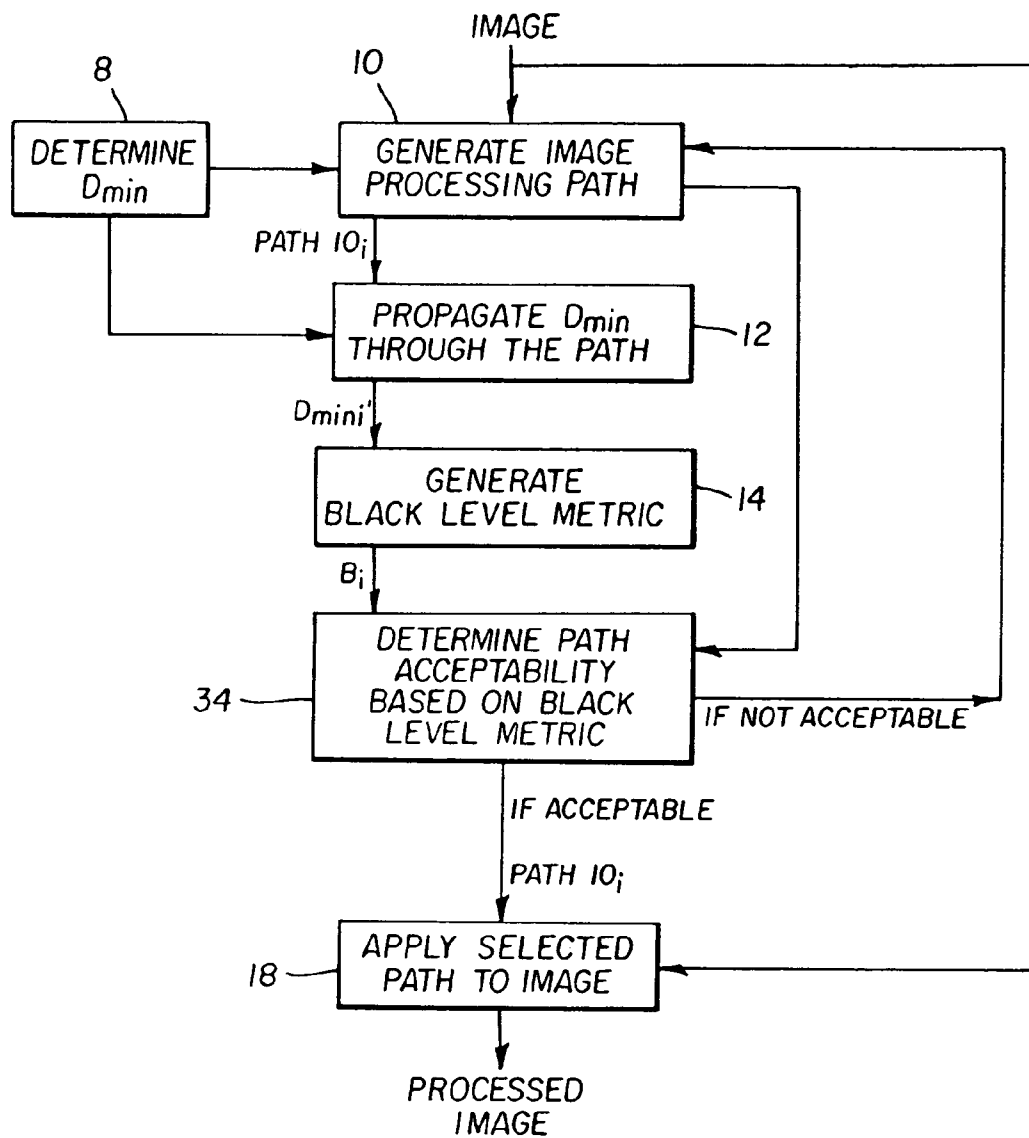 IMAGE
8
10
DETERMINE
Dmin
GENERATE IMAGE
PROCESSING PATH
PATH 10i
PROPAGATE Dmin
THROUGH THE PATH
12
Dmini'
GENERATE
BLACK LEVEL METRIC
14
Bi
DETERMINE PATH
ACCEPTABILITY
BASED ON BLACK
LEVEL METRIC
34
IF NOT ACCEPTABLE
IF ACCEPTABLE
PATH 10i
APPLY SELECTED
PATH TO IMAGE
18
PROCESSED
IMAGE